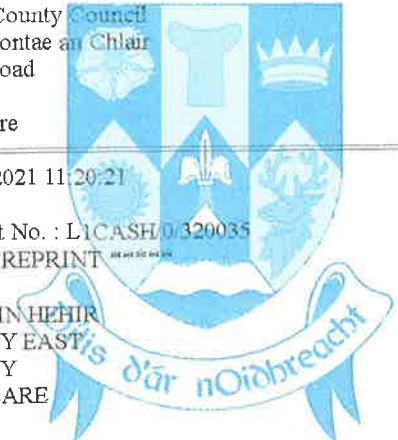 County Council
ontae an Chlair
oad
re
2021 11:20:21
t No. : L1CASH/0/320035
REPRINT *****
IN HEHIR
Y EAST
Y
ARE
Dílis d'ár nOidhreacht